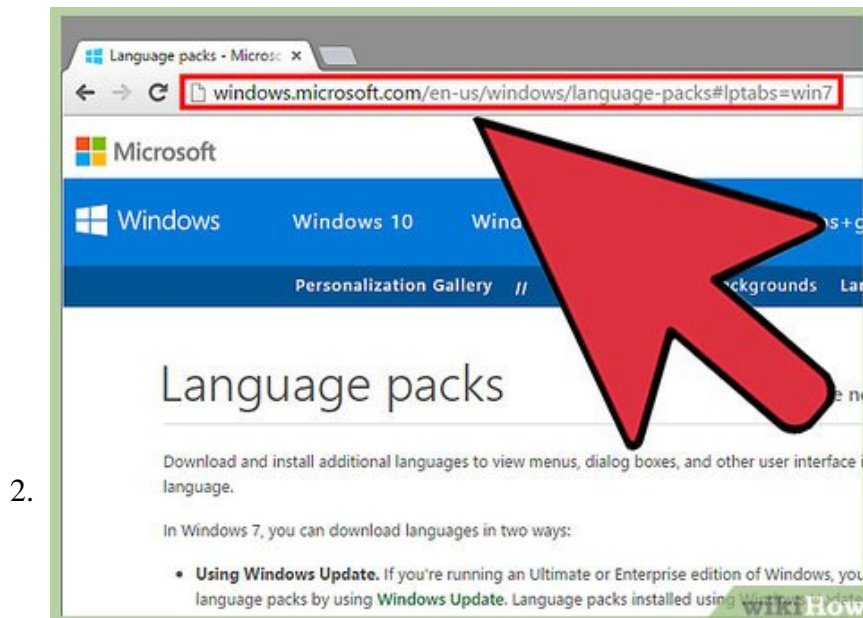 Language packs - Microsc
windows.microsoft.com/en-us/windows/language-packs#lptabs=win7
Microsoft
Windows Windows 10
Personalization Gallery //
Language packs
Download and install additional languages to view menus, dialog boxes, and other user interface
2.
language.
In Windows 7, you can download languages in two ways:
• Using Windows Update. If you're running an Ultimate or Enterprise edition of Windows, you
language packs by using Windows Update. Language packs installed using
wikiHow